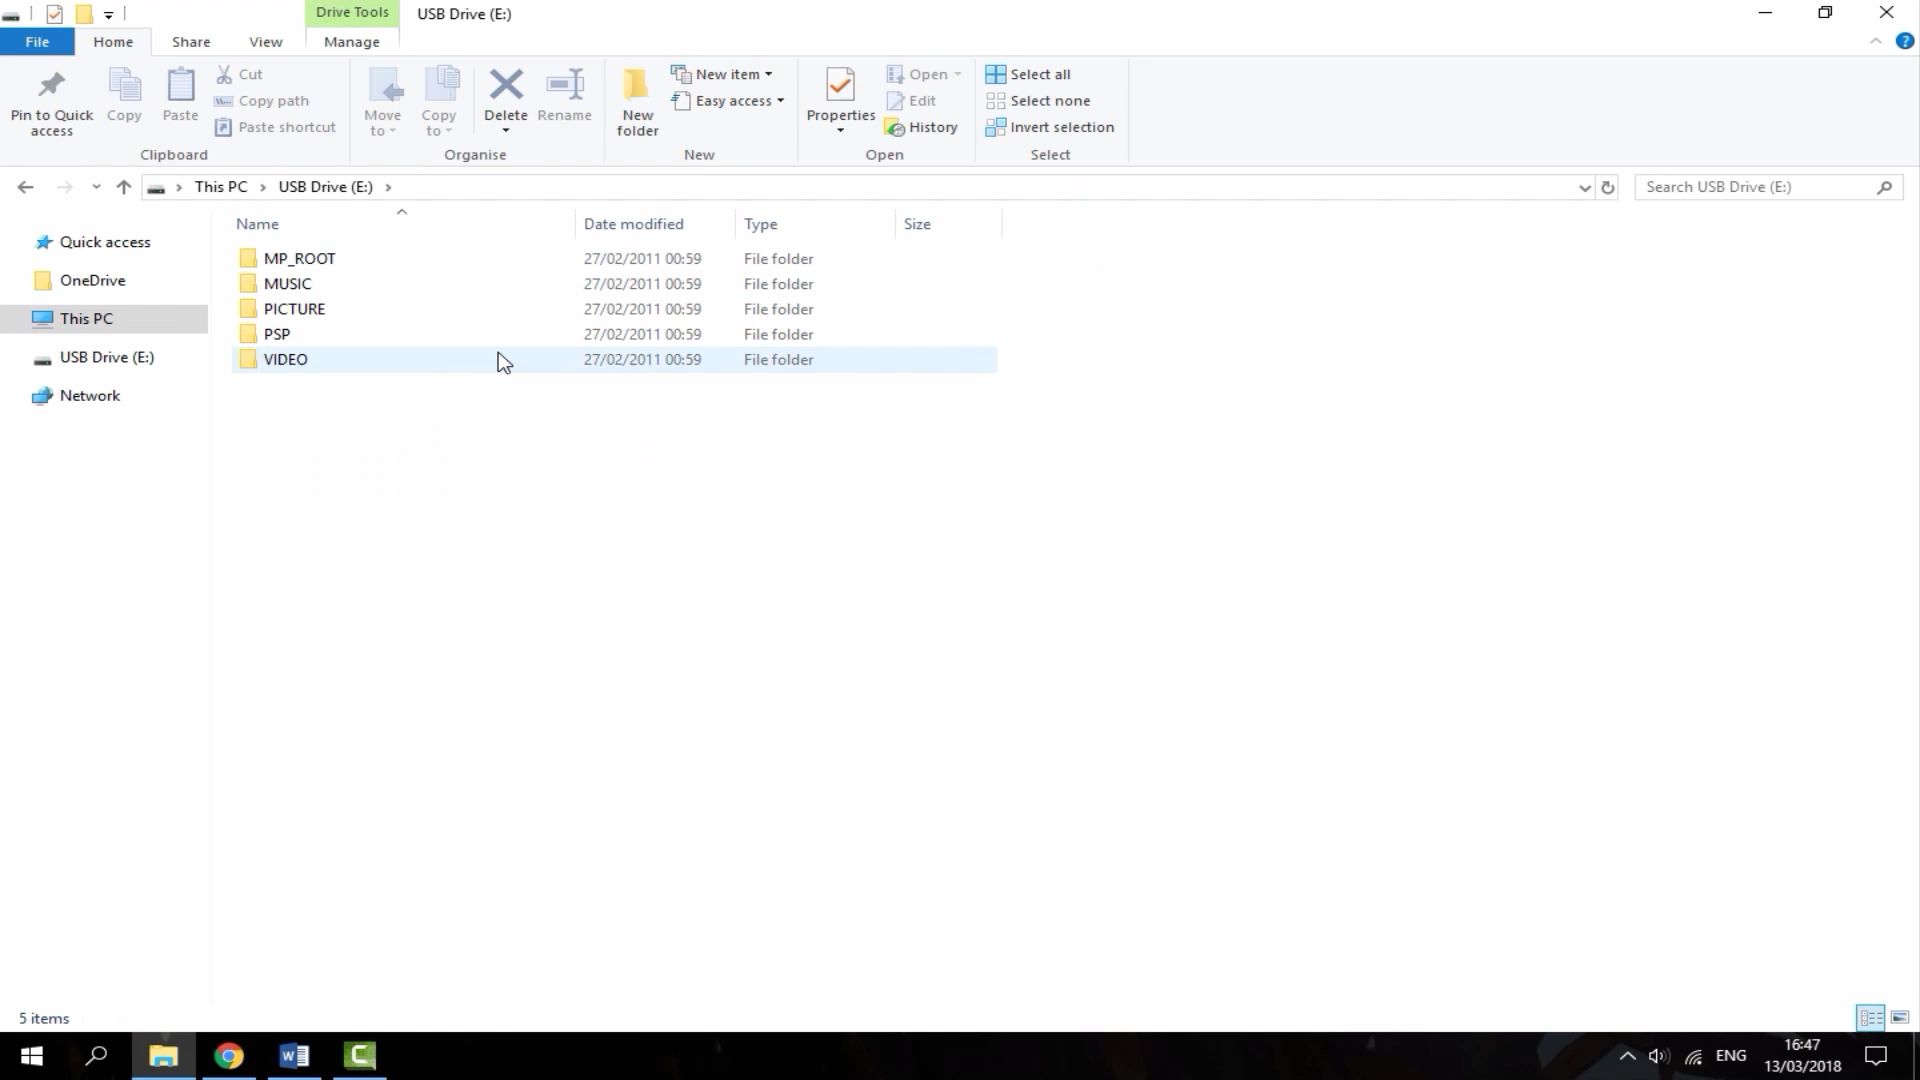 Drive Tools USB Drive (E:)
File Home Share View Manage
Pin to Quick access
Copy
Paste
Cut
Copy path
Paste shortcut
Clipboard
Move to
Copy to
Delete
Rename
Organise
New folder
New item
Easy access
New
Properties
Open
Edit
History
Open
Select all
Select none
Invert selection
Select
This PC USB Drive (E:)
Search USB Drive (E:)
Quick access
OneDrive
This PC
USB Drive (E:)
Network
Name Date modified Type Size
MP_ROOT 27/02/2011 00:59 File folder
MUSIC 27/02/2011 00:59 File folder
PICTURE 27/02/2011 00:59 File folder
PSP 27/02/2011 00:59 File folder
VIDEO 27/02/2011 00:59 File folder
5 items
ENG
16:47
13/03/2018